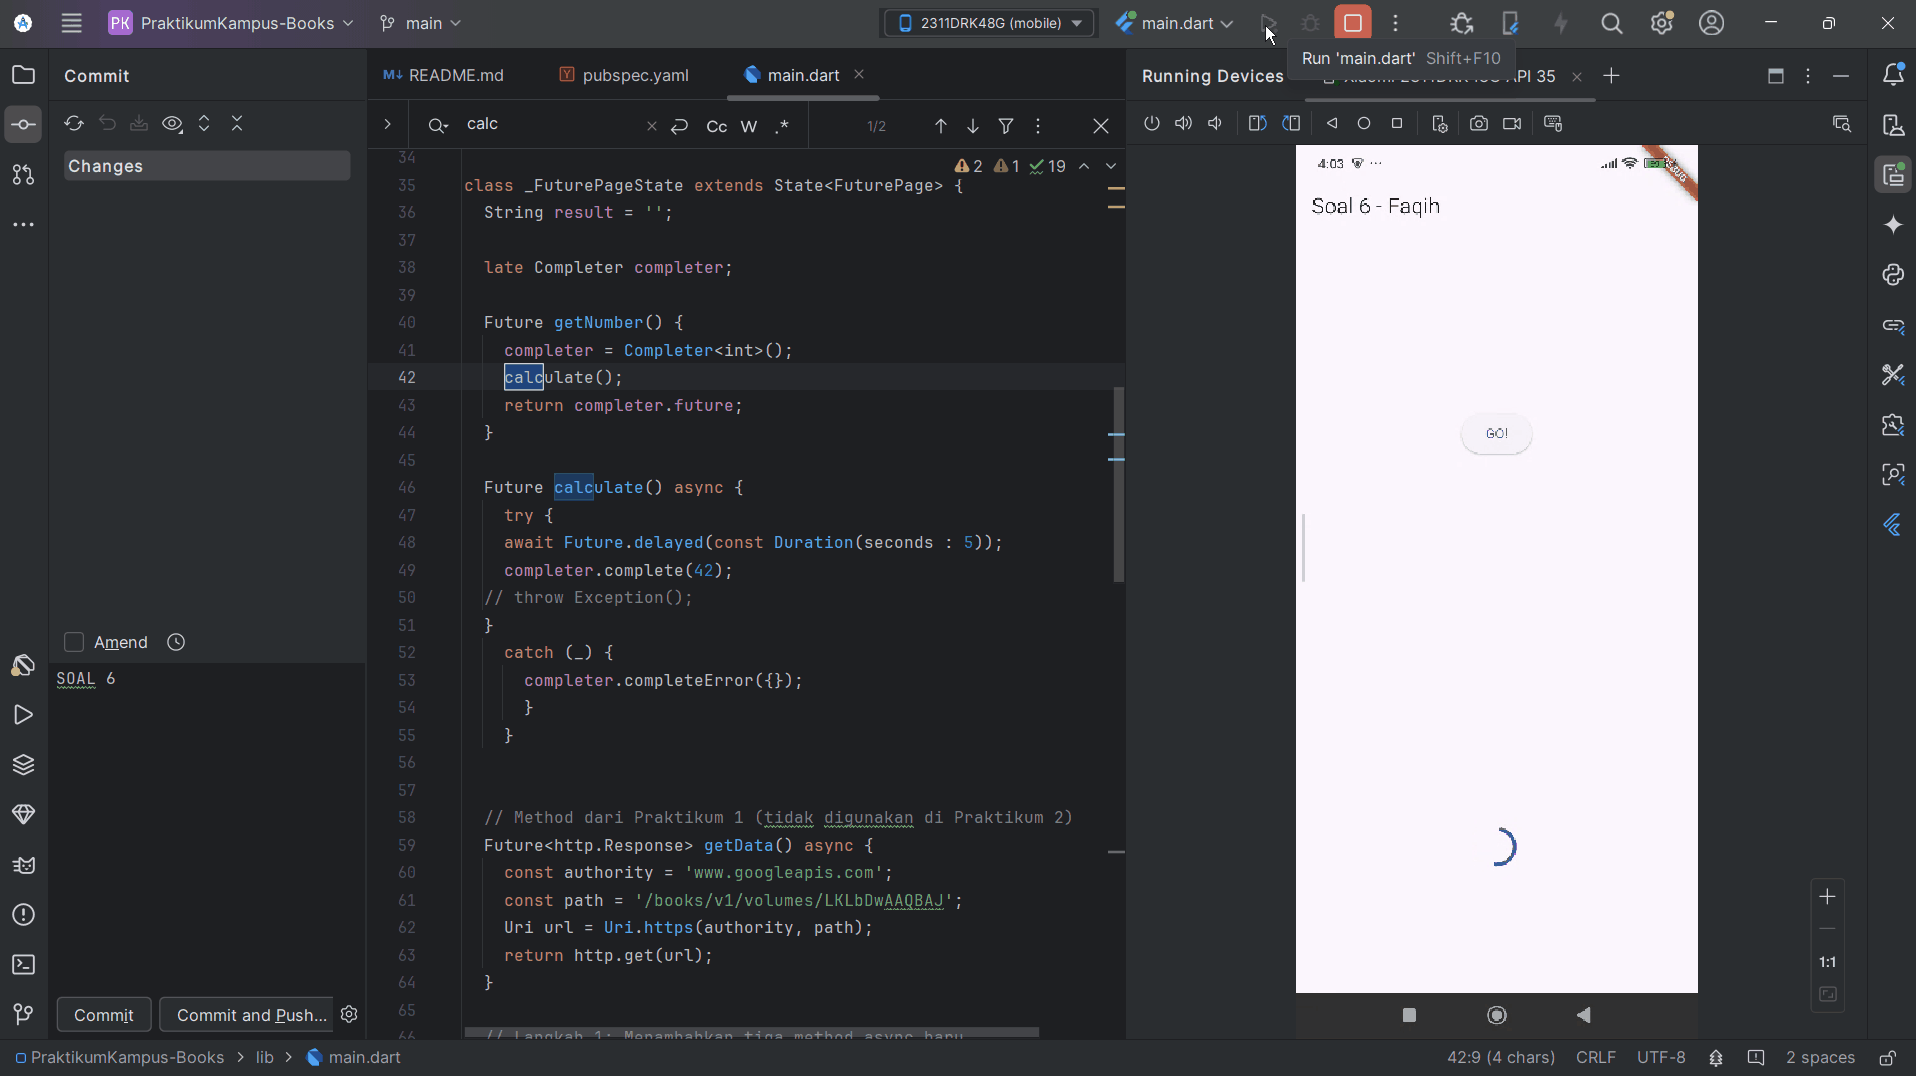 PK PraktikumKampus-Books main 2311DRK48G (mobile) main.dart
Run 'main.dart' Shift+F10
Commit
README.md pubspec.yaml main.dart
Running Devices API 35
calc Cc W .* 1/2
Changes
2 1 19
34
35 class _FuturePageState extends State<FuturePage> {
36 String result = '';
37
38 late Completer completer;
39
40 Future getNumber() {
41 completer = Completer<int>();
42 calculate();
43 return completer.future;
44 }
45
46 Future calculate() async {
47 try {
48 await Future.delayed(const Duration(seconds : 5));
49 completer.complete(42);
50 // throw Exception();
51 }
52 catch (_) {
53 completer.completeError({});
54 }
55 }
56
57
58 // Method dari Praktikum 1 (tidak digunakan di Praktikum 2)
59 Future<http.Response> getData() async {
60 const authority = 'www.googleapis.com';
61 const path = '/books/v1/volumes/LKLbDwAAQBAJ';
62 Uri url = Uri.https(authority, path);
63 return http.get(url);
64 }
65
66 // Langkah 1: Menambahkan tiga method async baru
Amend
SOAL 6
Commit Commit and Push...
4:03 ...
Soal 6 - Faqih
GO!
1:1
PraktikumKampus-Books > lib > main.dart
42:9 (4 chars) CRLF UTF-8 2 spaces